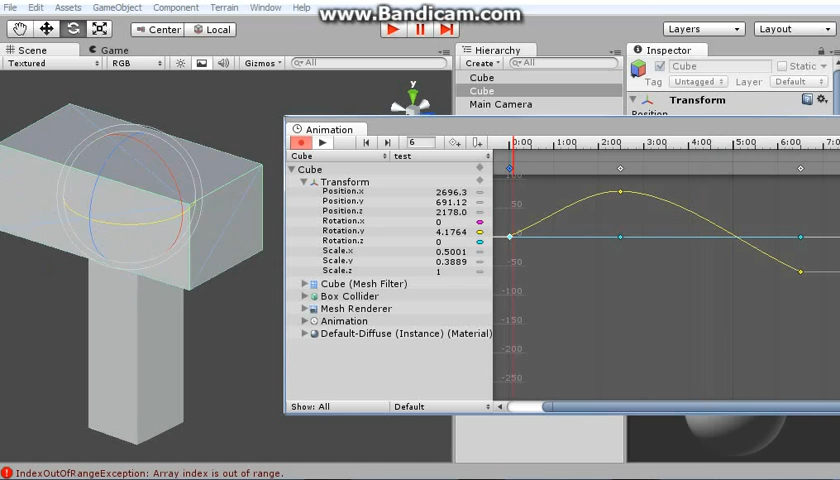 www.Bandicam.com
File Edit Assets GameObject Component Terrain Window Help
Center Local Layers Layout
Scene Game Hierarchy Inspector
Textured RGB Gizmos All Create All
Cube Static
Tag Untagged Layer Default
Transform
Position
Cube
Cube
Main Camera
Animation
6 0:00 1:00 2:00 3:00 4:00 5:00 6:00 7:0
Cube test
Cube
Transform
Position.x 2696.3
Position.y 691.12
Position.z 2178.0
Rotation.x 0
Rotation.y 4.1764
Rotation.z 0
Scale.x 0.5001
Scale.y 0.3889
Scale.z 1
Cube (Mesh Filter)
Box Collider
Mesh Renderer
Animation
Default-Diffuse (Instance) (Material)
100
50
0
-50
-100
-150
-200
-250
Show: All Default
y
IndexOutOfRangeException: Array index is out of range.